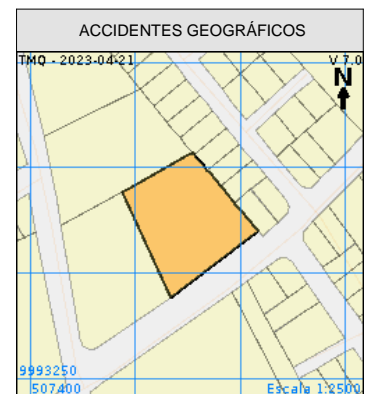 ACCIDENTES GEOGRÁFICOS
TMQ - 2023-04-21 V 7.0
N
9993250
507400 Escala 1:2500